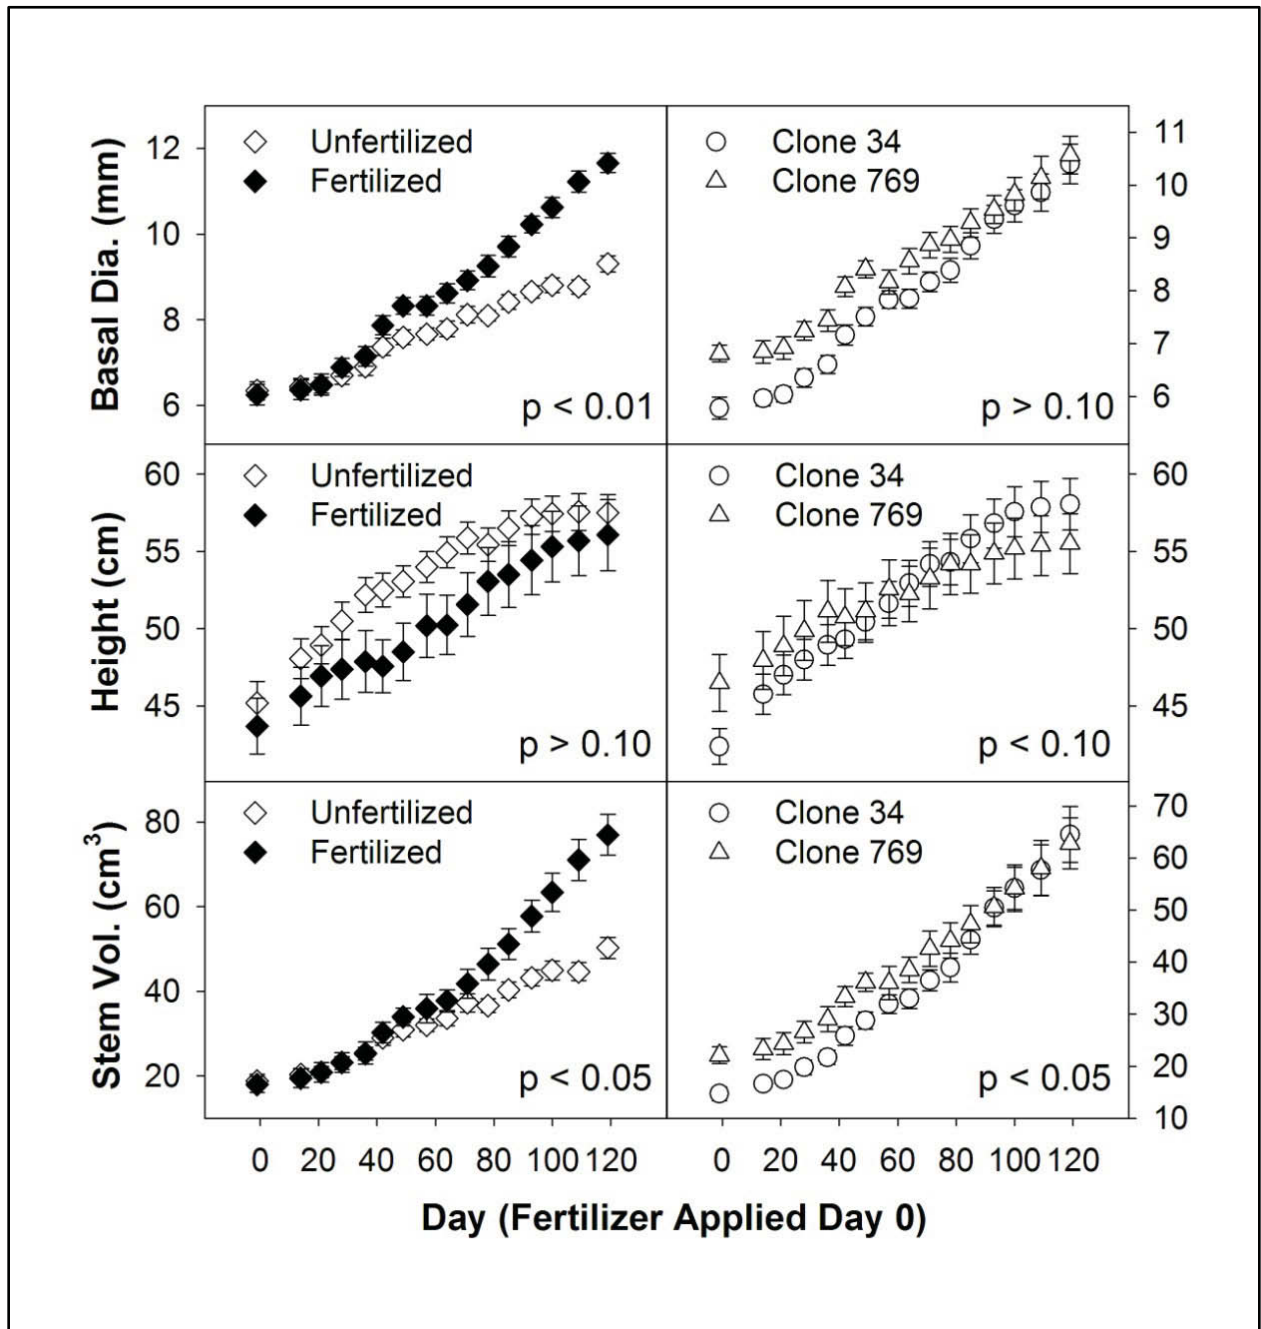 Basal Dia. (mm)
12
10
8
6
Unfertilized
Fertilized
p < 0.01
Clone 34
Clone 769
p > 0.10
11
10
9
8
7
6
Height (cm)
60
55
50
45
Unfertilized
Fertilized
p > 0.10
Clone 34
Clone 769
p < 0.10
60
55
50
45
Stem Vol. (cm³)
80
60
40
20
Unfertilized
Fertilized
p < 0.05
Clone 34
Clone 769
p < 0.05
70
60
50
40
30
20
10
0 20 40 60 80 100 120
0 20 40 60 80 100 120
Day (Fertilizer Applied Day 0)